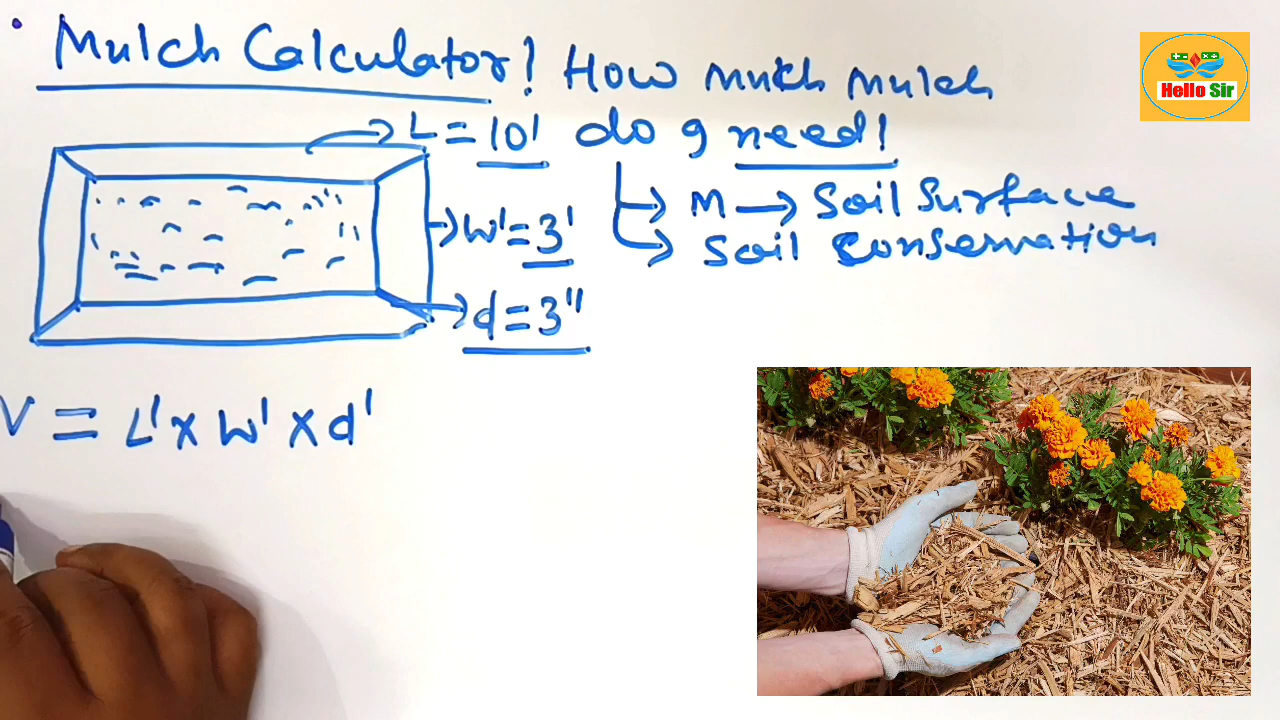 Mulch Calculator! How much mulch
L = 10' do I need!
M → Soil Surface
W' = 3'
Soil Conservation
d = 3"
V = L' x W' x d'
Hello Sir